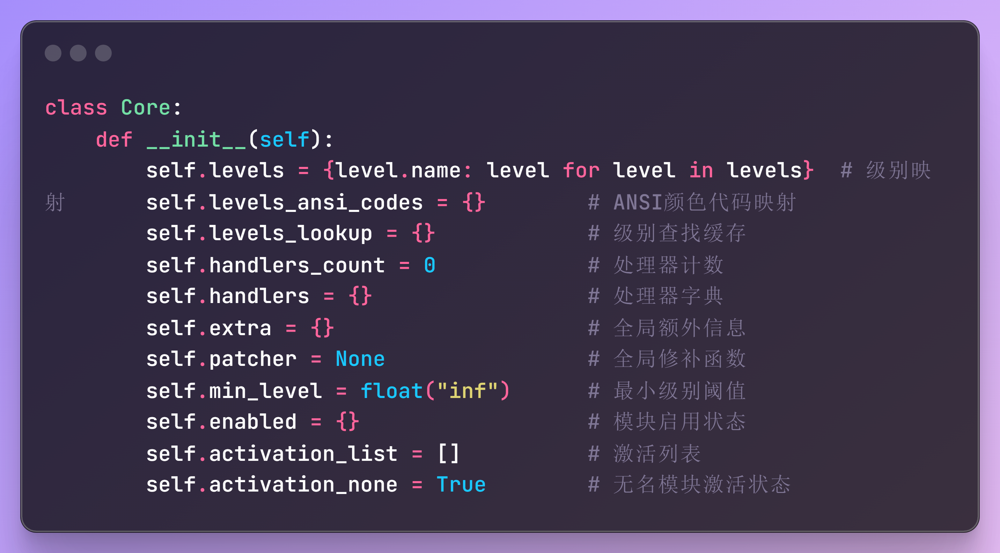 class Core:
    def __init__(self):
        self.levels = {level.name: level for level in levels}  # 级别映
射        self.levels_ansi_codes = {}        # ANSI颜色代码映射
        self.levels_lookup = {}            # 级别查找缓存
        self.handlers_count = 0            # 处理器计数
        self.handlers = {}                 # 处理器字典
        self.extra = {}                    # 全局额外信息
        self.patcher = None                # 全局修补函数
        self.min_level = float("inf")      # 最小级别阈值
        self.enabled = {}                  # 模块启用状态
        self.activation_list = []          # 激活列表
        self.activation_none = True        # 无名模块激活状态